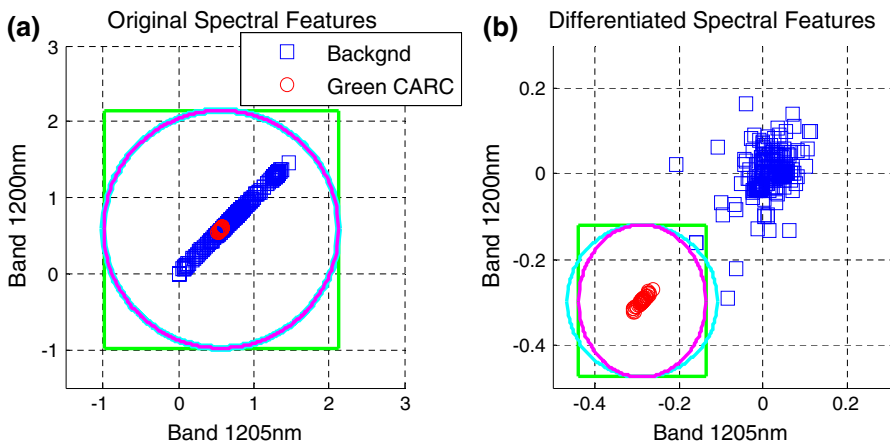 (a)
Original Spectral Features
Backgnd
Green CARC
3
2
1
0
-1
-1
0
1
2
3
Band 1200nm
Band 1205nm
(b)
Differentiated Spectral Features
0.2
0
-0.2
-0.4
-0.4
-0.2
0
0.2
Band 1200nm
Band 1205nm